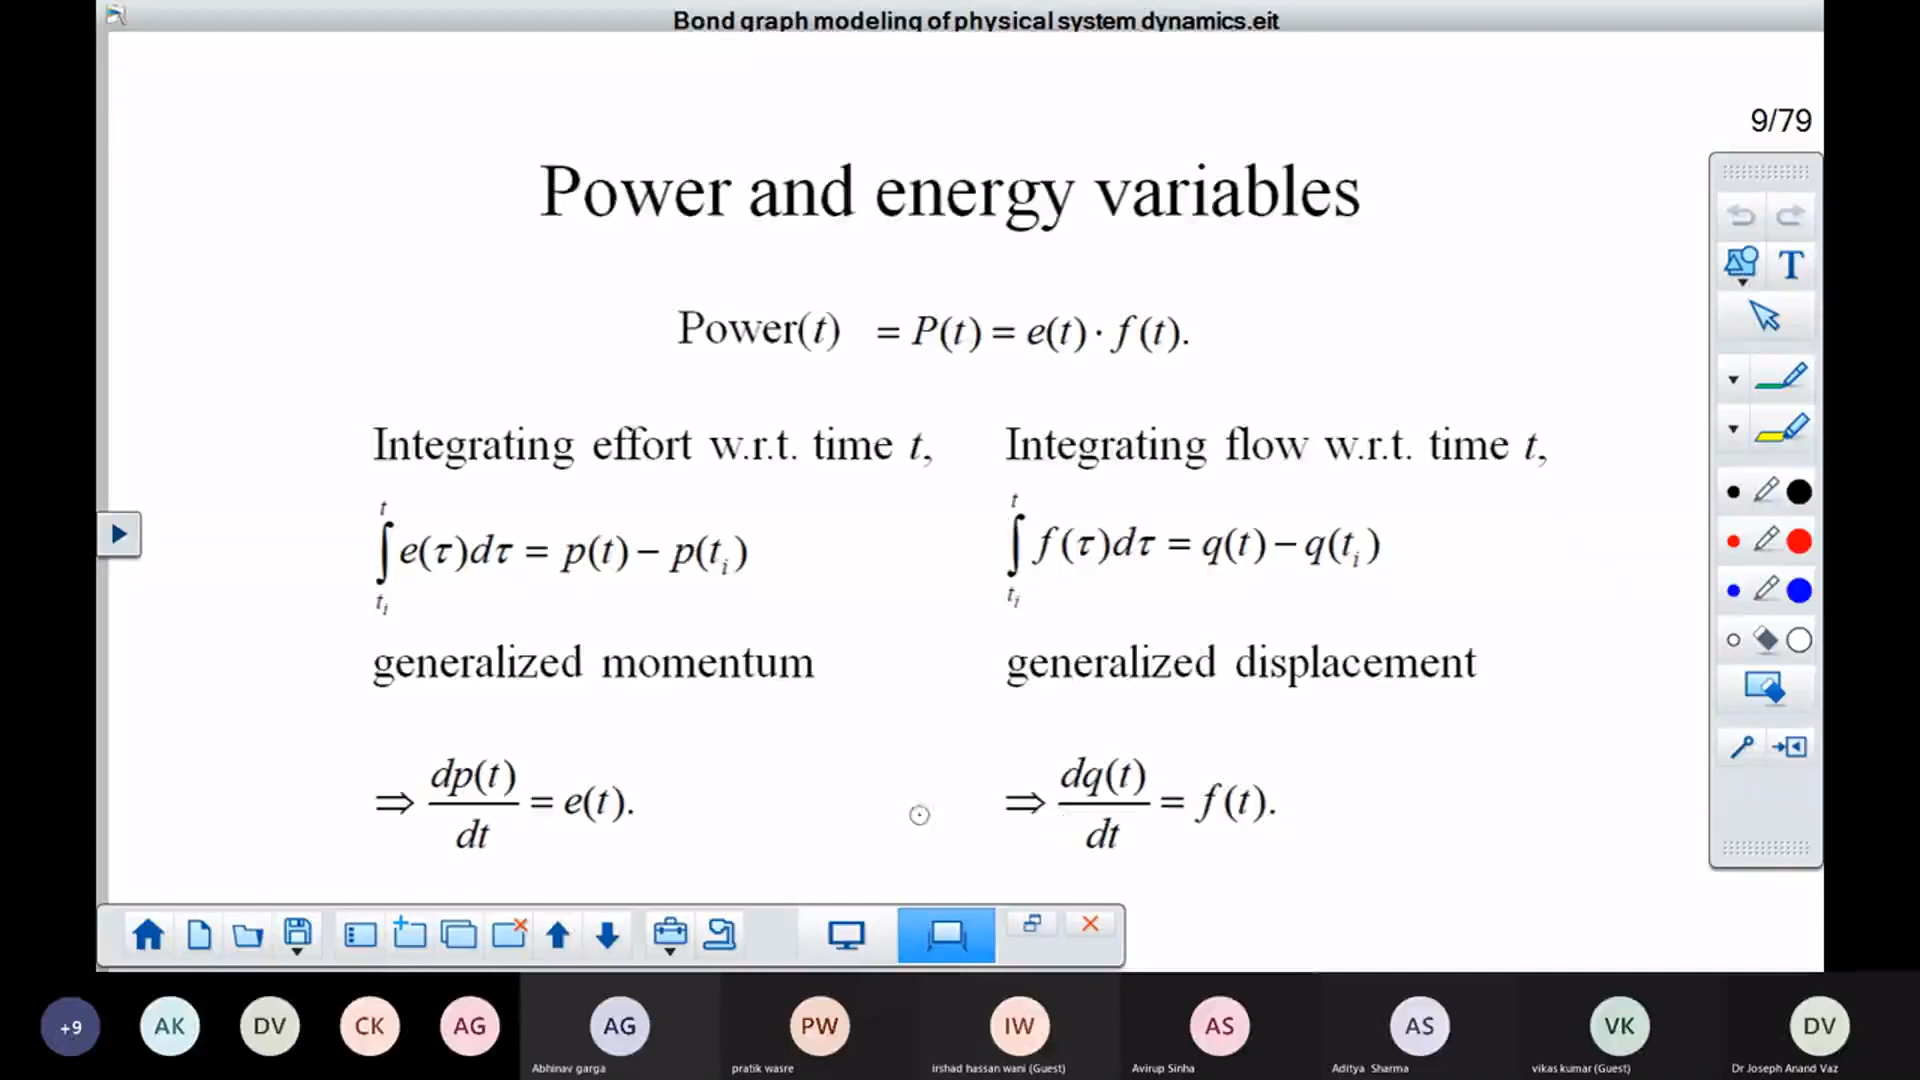 Bond graph modeling of physical system dynamics.eit
9/79
Power and energy variables
Power(t) = P(t) = e(t) · f(t).
Integrating effort w.r.t. time t,
∫_{t_i}^{t} e(τ)dτ = p(t) − p(t_i)
generalized momentum
⇒ dp(t)/dt = e(t).
Integrating flow w.r.t. time t,
∫_{t_i}^{t} f(τ)dτ = q(t) − q(t_i)
generalized displacement
⇒ dq(t)/dt = f(t).
T
+9 AK DV CK AG AG PW IW AS AS VK DV
Abhinav garga pratik wasre irshad hassan wani (Guest) Avirup Sinha Aditya Sharma vikas kumar (Guest) Dr Joseph Anand Vaz